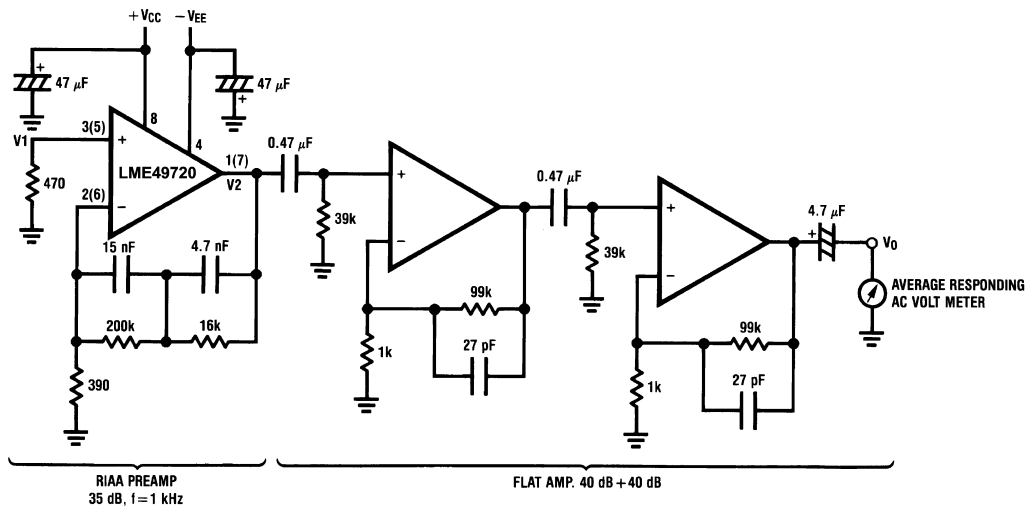 +VCC
−VEE
47 μF
47 μF
8
3(5)
V1
4
+
LME49720
1(7)
V2
470
2(6)
−
15 nF
4.7 nF
200k
16k
390
0.47 μF
39k
+
−
99k
27 pF
1k
0.47 μF
39k
+
−
99k
27 pF
1k
4.7 μF
+
VO
AVERAGE RESPONDING
AC VOLT METER
RIAA PREAMP
35 dB, f=1 kHz
FLAT AMP. 40 dB+40 dB